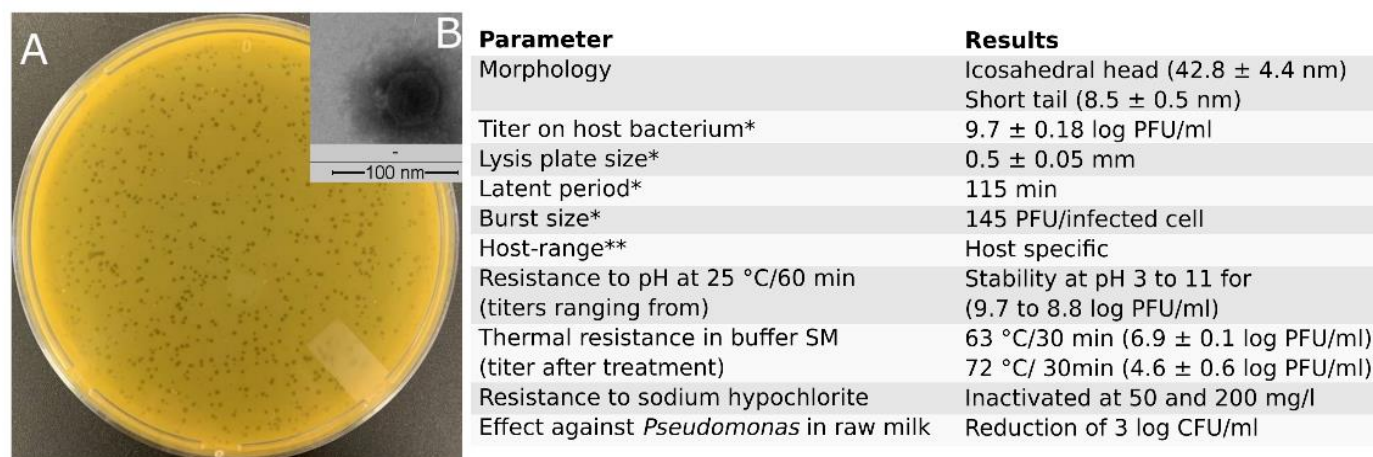 A
B
-
100 nm
Parameter Results
Morphology Icosahedral head (42.8 ± 4.4 nm)
Short tail (8.5 ± 0.5 nm)
Titer on host bacterium* 9.7 ± 0.18 log PFU/ml
Lysis plate size* 0.5 ± 0.05 mm
Latent period* 115 min
Burst size* 145 PFU/infected cell
Host-range** Host specific
Resistance to pH at 25 °C/60 min Stability at pH 3 to 11 for
(titers ranging from) (9.7 to 8.8 log PFU/ml)
Thermal resistance in buffer SM 63 °C/30 min (6.9 ± 0.1 log PFU/ml)
(titer after treatment) 72 °C/ 30min (4.6 ± 0.6 log PFU/ml)
Resistance to sodium hypochlorite Inactivated at 50 and 200 mg/l
Effect against Pseudomonas in raw milk Reduction of 3 log CFU/ml